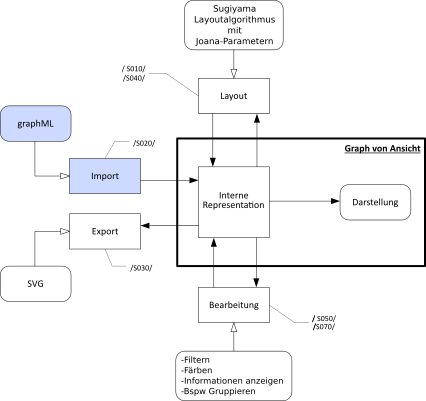 Sugiyama
Layoutalgorithmus
mit
Joana-Parametern
/ S010/
/S040/
Layout
graphML
/S020/
Graph von Ansicht
Import
Interne
Representation
Darstellung
Export
/S030/
SVG
Bearbeitung
/ S050/
/S070/
-Filtern
-Färben
-Informationen anzeigen
-Bspw Gruppieren